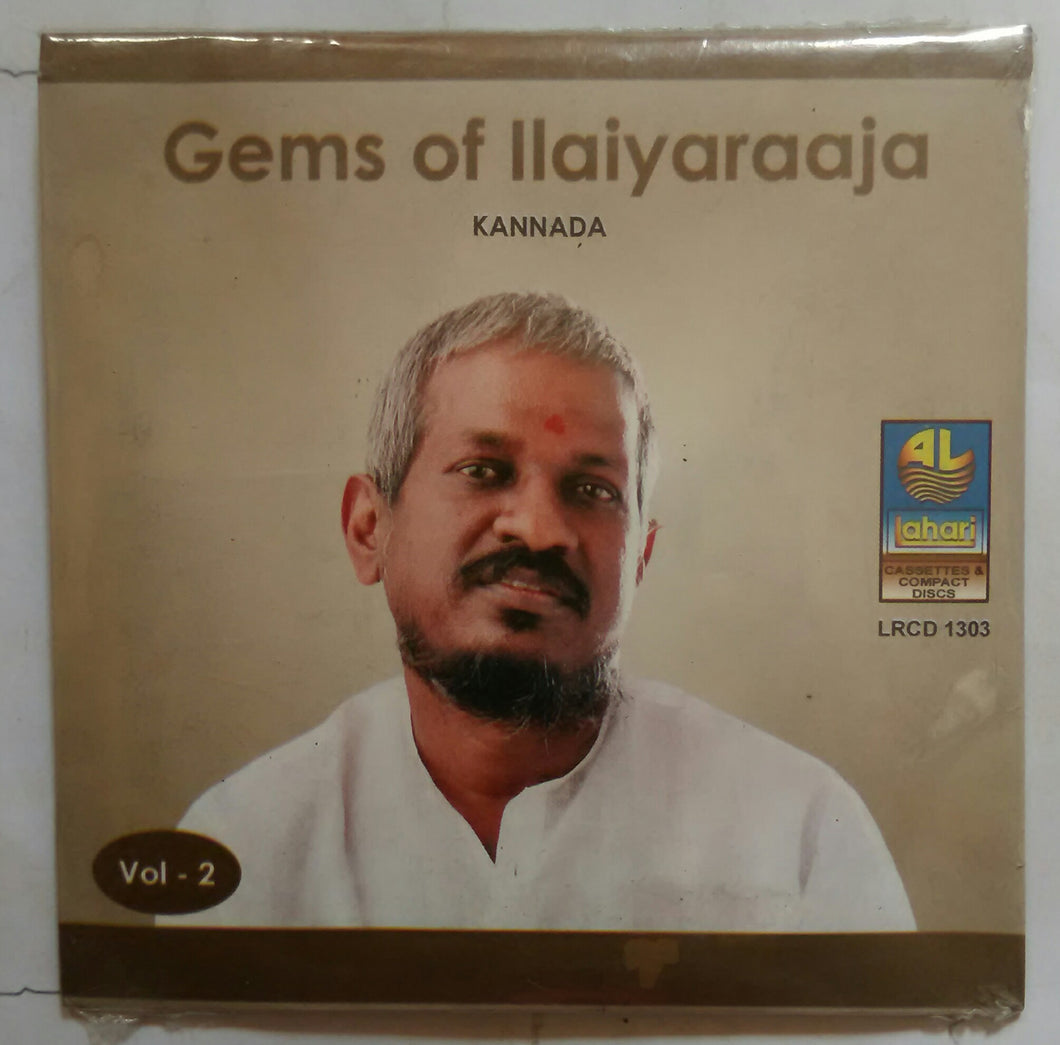 Gems of Ilaiyaraaja
KANNADA
AL
Lahari
CASSETTES &
COMPACT
DISCS
LRCD 1303
Vol - 2